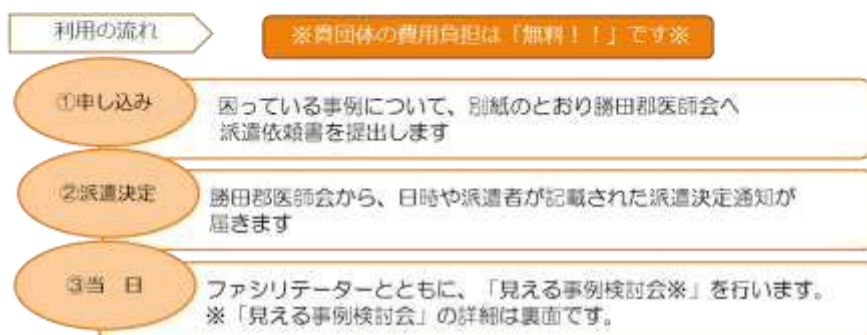 利用の流れ
※貴団体の費用負担は「無料！！」です※
①申し込み
困っている事例について、別紙のとおり勝田郡医師会へ
派遣依頼書を提出します
②派遣決定
勝田郡医師会から、日時や派遣者が記載された派遣決定通知が
届きます
③当　日
ファシリテーターとともに、「見える事例検討会※」を行います。
※「見える事例検討会」の詳細は裏面です。